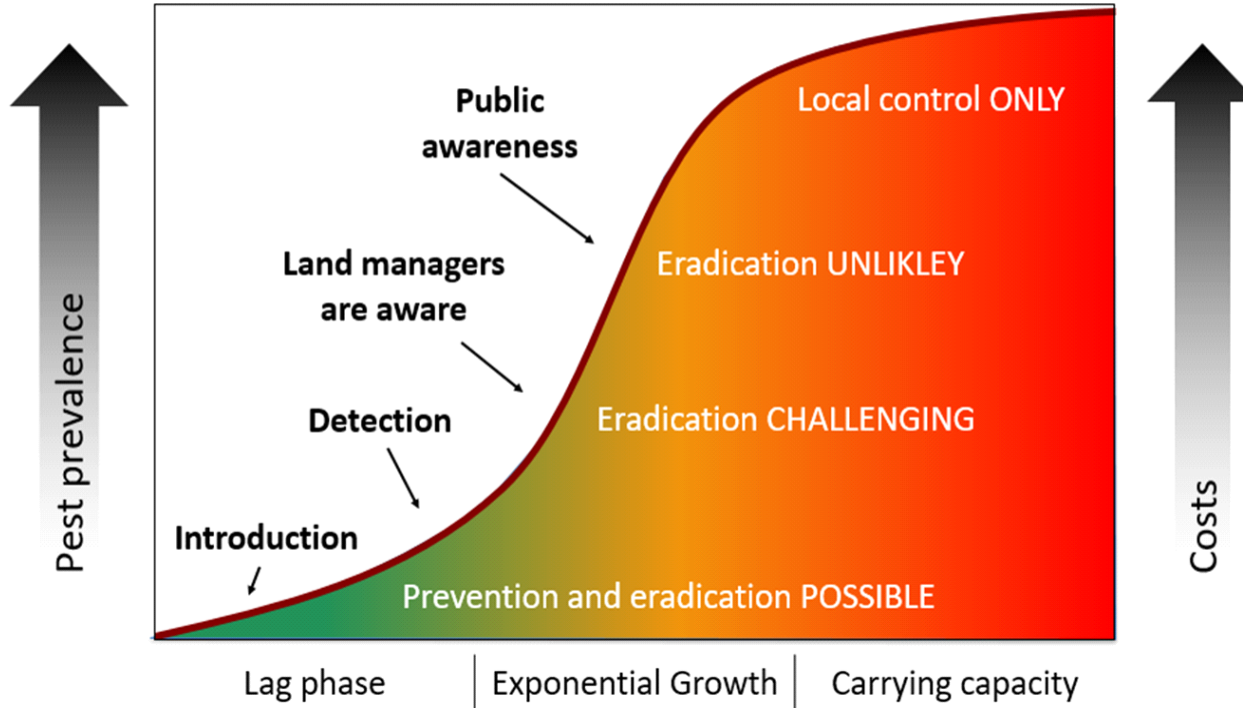 Public
awareness
Local control ONLY
Land managers
are aware
Eradication UNLIKLEY
Detection
Eradication CHALLENGING
Introduction
Prevention and eradication POSSIBLE
Pest prevalence
Costs
Lag phase
Exponential Growth
Carrying capacity